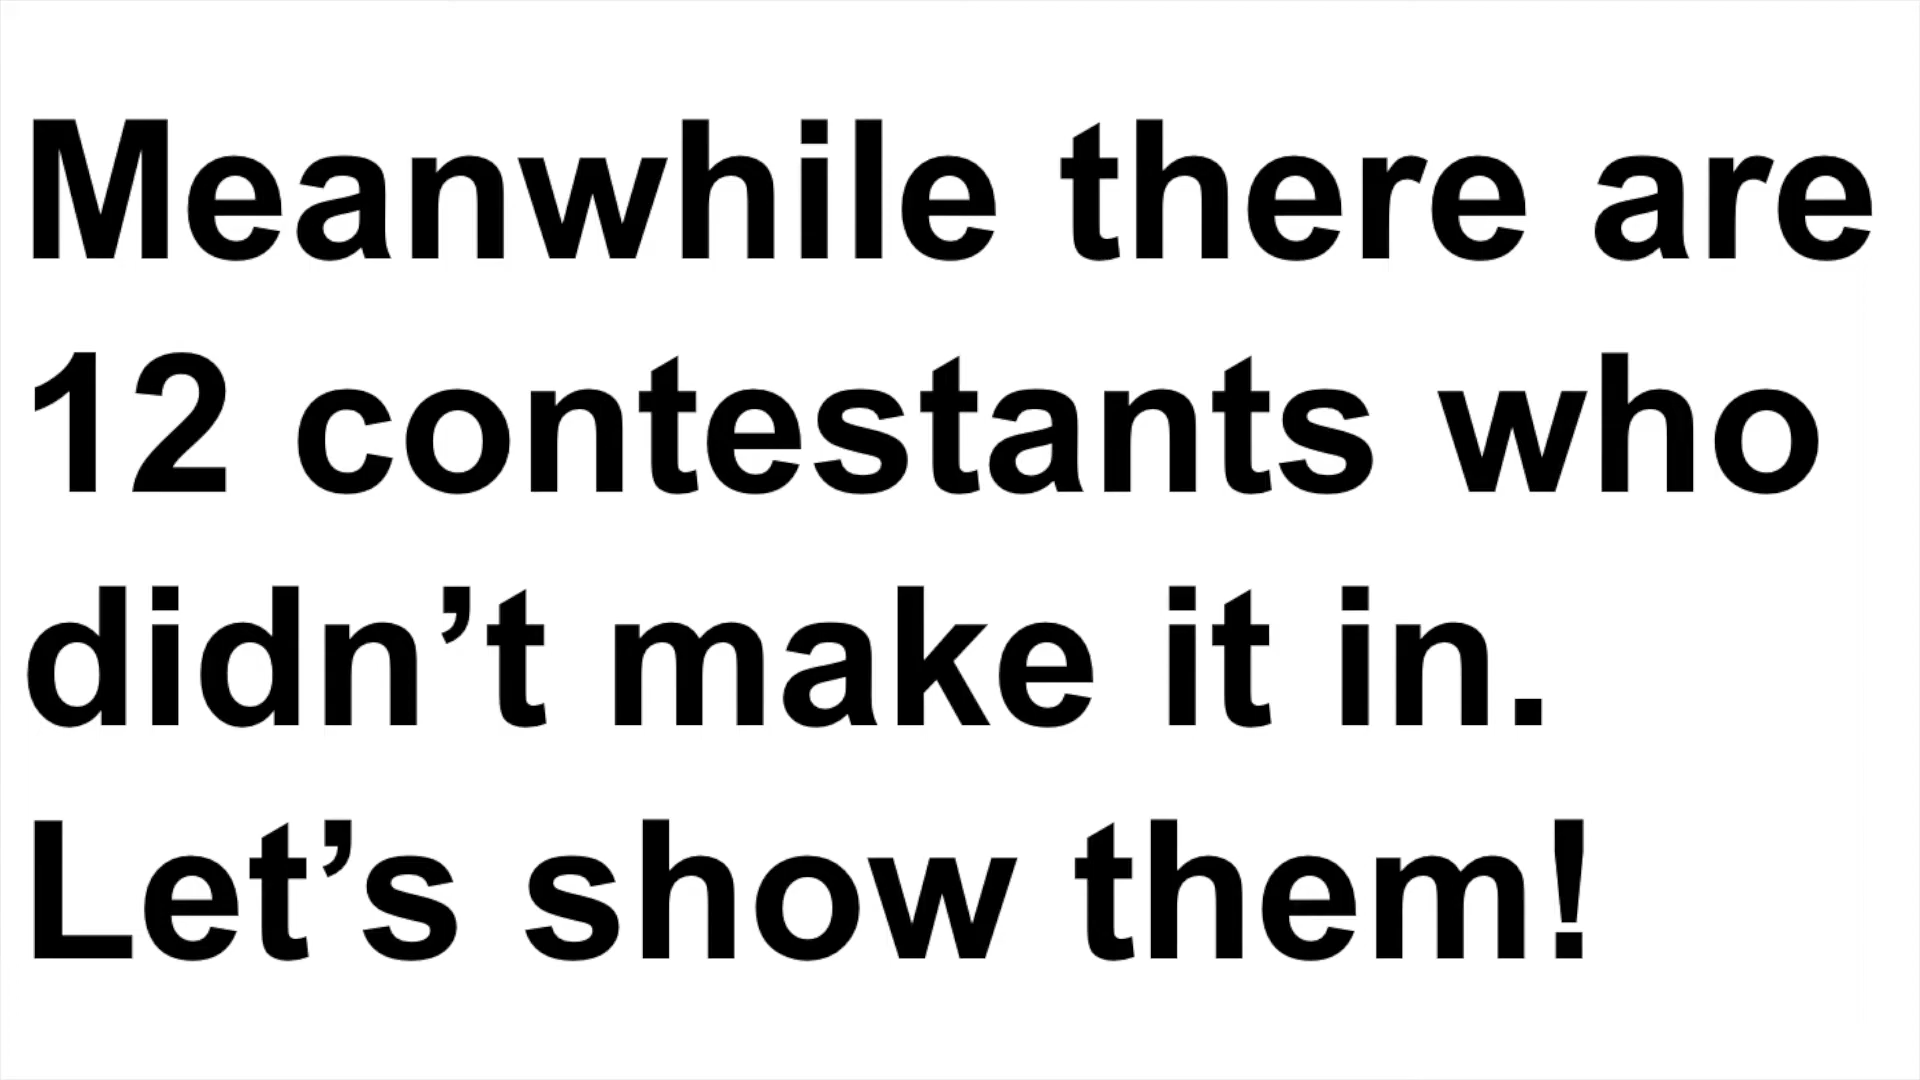 Meanwhile there are
12 contestants who
didn’t make it in.
Let’s show them!